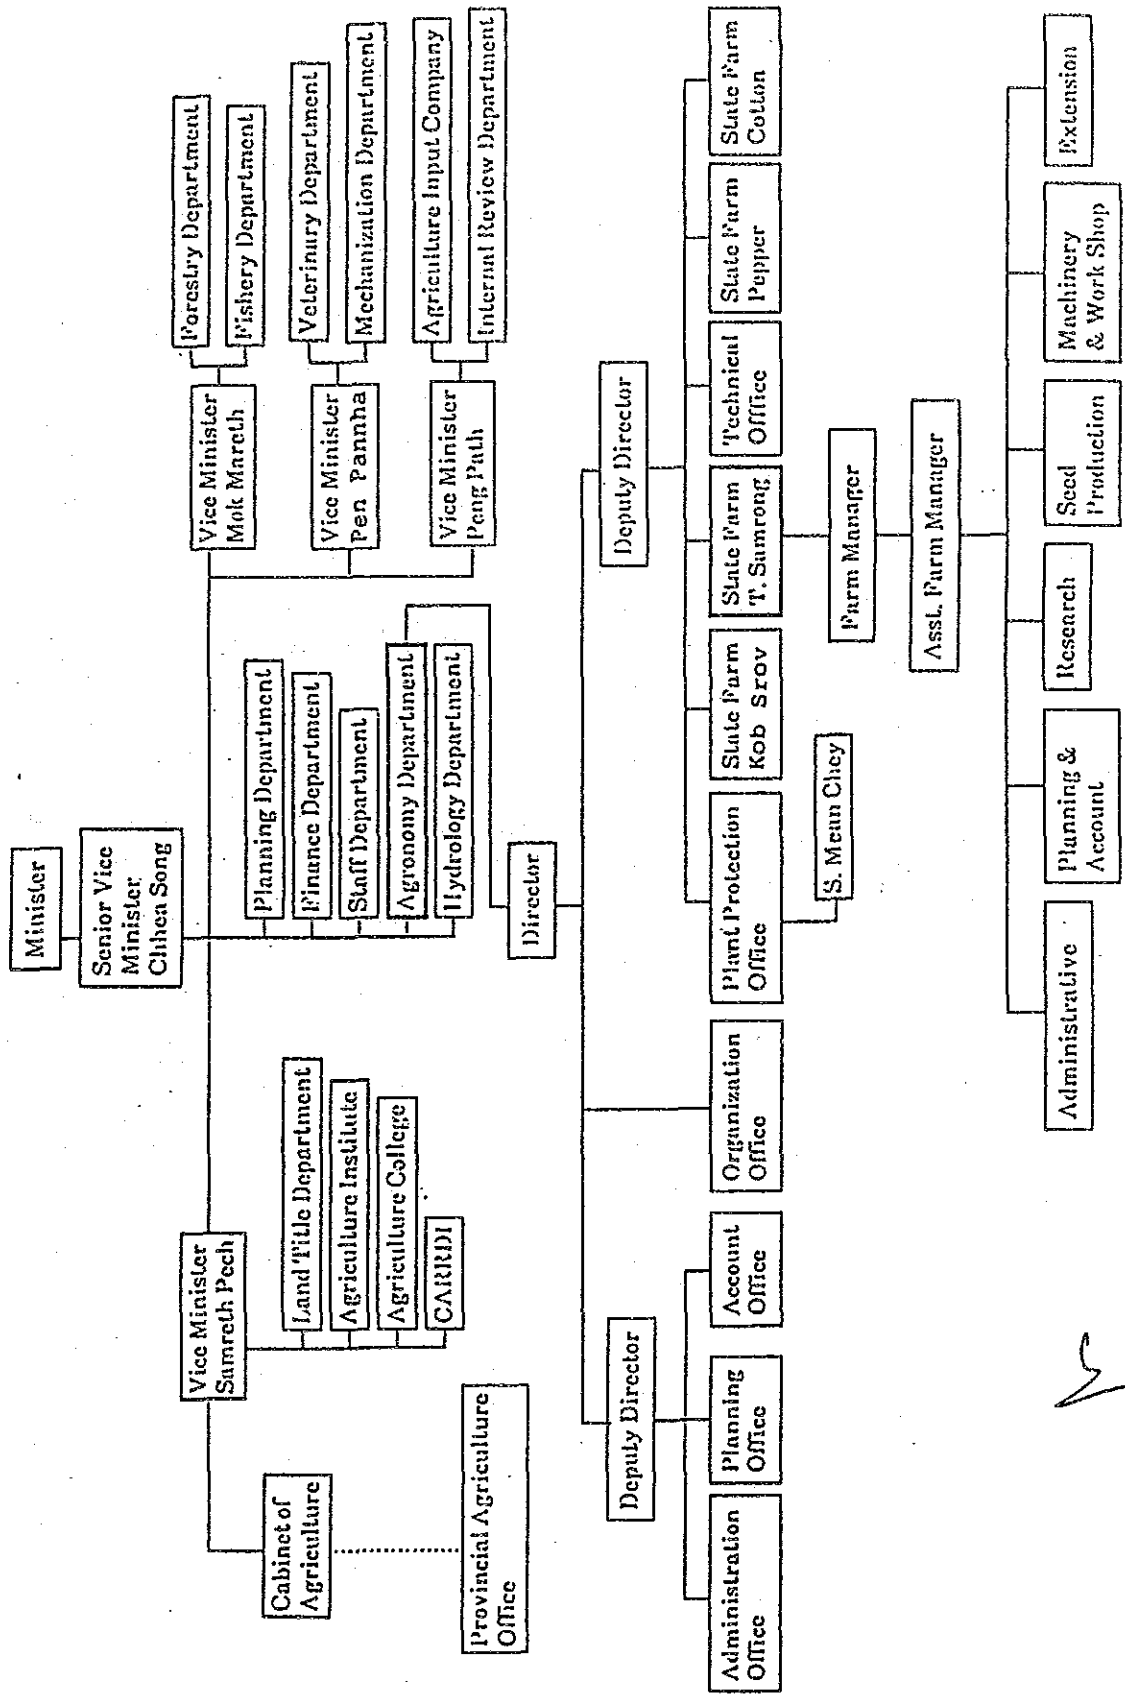 Minister
Senior Vice
Minister
Chhea Song
Vice Minister
Samreth Pech
Vice Minister
Mok Mareth
Forestry Department
Fishery Department
Cabinet of
Agriculture
Land Title Department
Agriculture Institute
Agriculture College
CARRDI
Planning Department
Finance Department
Staff Department
Agronomy Department
Hydrology Department
Vice Minister
Pen Pannha
Veterinary Department
Mechanization Department
Vice Minister
Peng Path
Agriculture Input Company
Internal Review Department
Provincial Agriculture
Office
Director
Deputy Director
Deputy Director
Administration
Office
Planning
Office
Account
Office
Organization
Office
Plant Protection
Office
State Farm
Kob Srov
State Farm
T. Samrong
Technical
Office
State Farm
Pepper
State Farm
Cotton
S. Mean Chey
Farm Manager
Asst. Farm Manager
Administrative
Planning &
Account
Research
Seed
Production
Machinery
& Work Shop
Extension